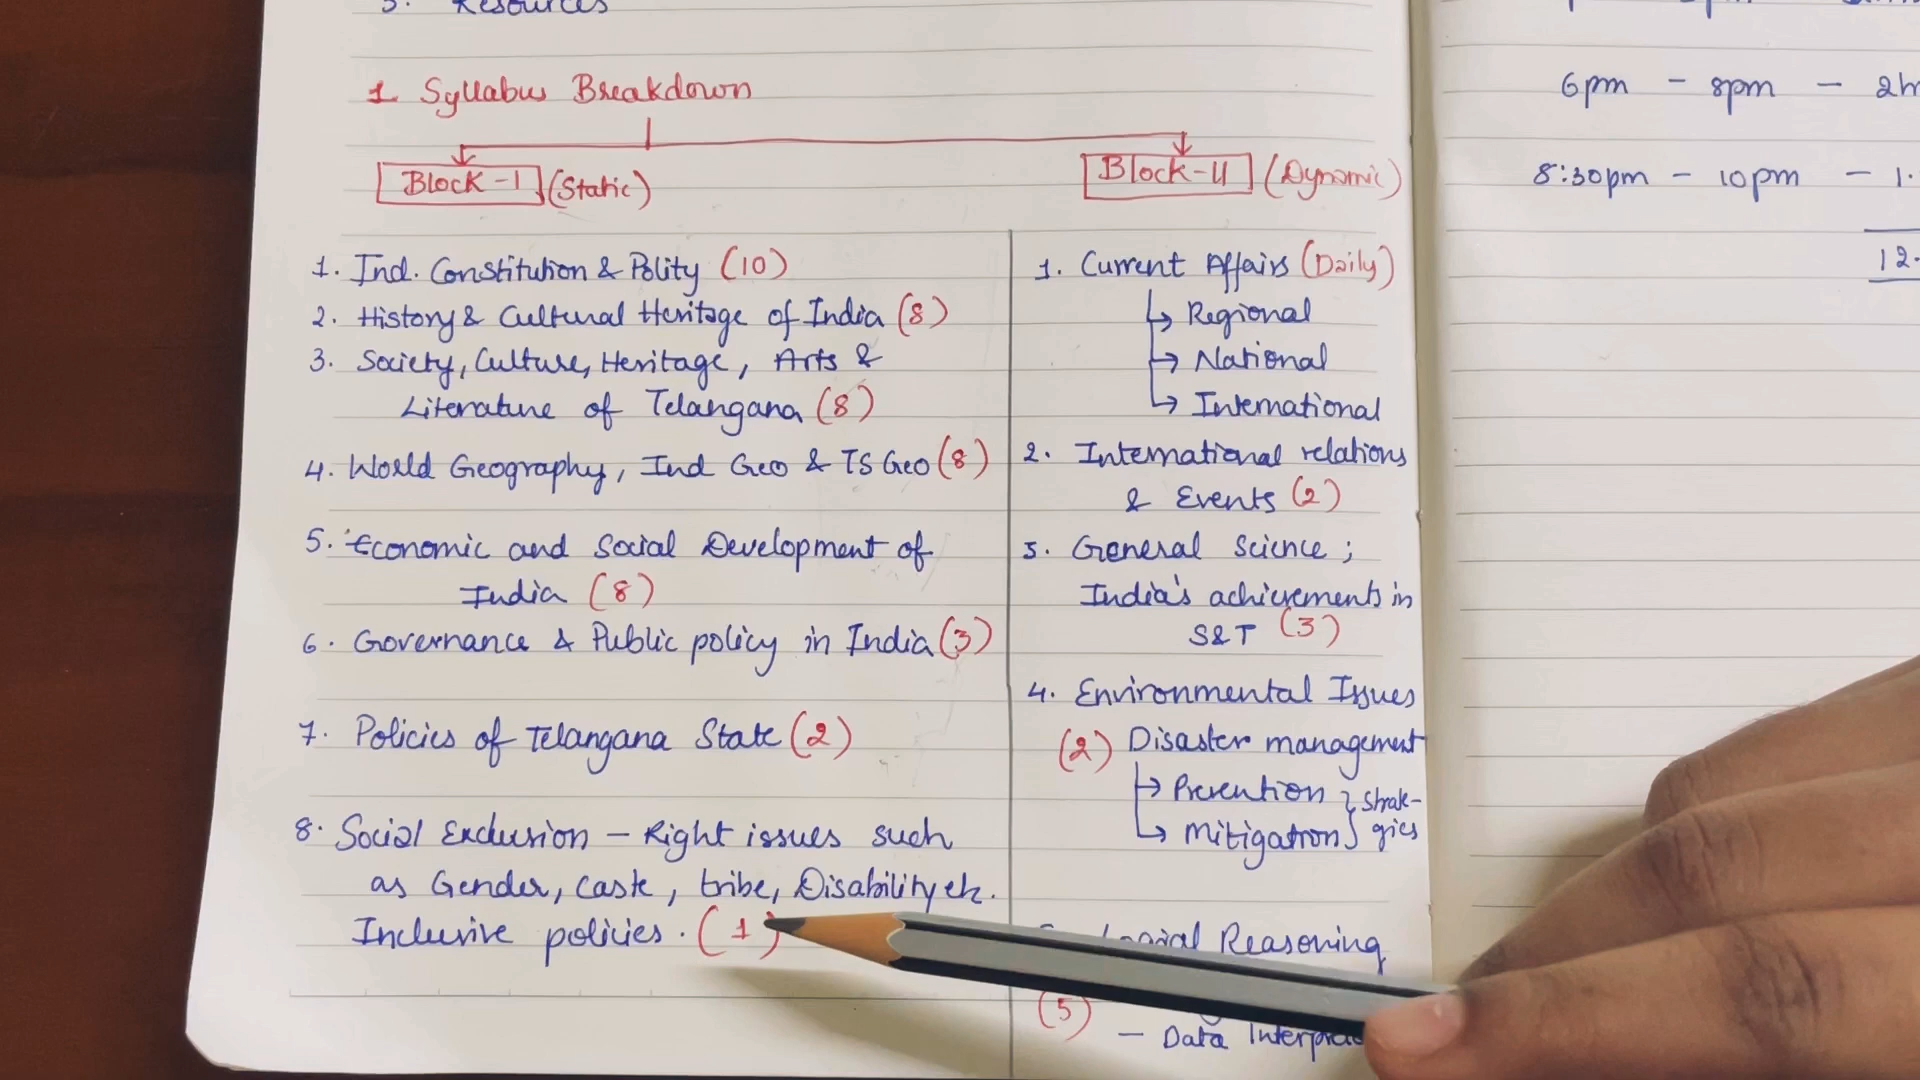 3. Resources
1. Syllabus Breakdown
Block-I (Static)
1. Ind. Constitution & Polity (10)
2. History & Cultural Heritage of India (8)
3. Society, Culture, Heritage, Arts &
Literature of Telangana (8)
4. World Geography, Ind Geo & TS Geo (8)
5. Economic and Social Development of
India (8)
6. Governance & Public policy in India (3)
7. Policies of Telangana State (2)
8. Social Exclusion - Right issues such
as Gender, caste, tribe, Disability etc.
Inclusive policies. (1)
Block-II (Dynamic)
1. Current Affairs (Daily)
Regional
National
International
2. International relations
& Events (2)
3. General Science;
India's achievements in
S&T (3)
4. Environmental Issues
(2) Disaster management
Prevention } Strate-
Mitigation } gies
Reasoning
(5)
- Data
6pm - 8pm - 2h
8:30pm - 10pm - 1.
12.